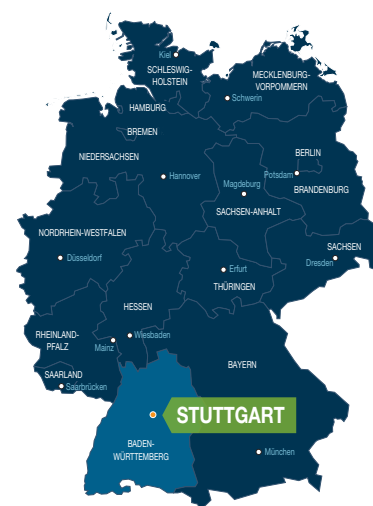 Kiel
SCHLESWIG-
HOLSTEIN
MECKLENBURG-
VORPOMMERN
Schwerin
HAMBURG
BREMEN
NIEDERSACHSEN
BERLIN
Hannover
Potsdam
Magdeburg
BRANDENBURG
SACHSEN-ANHALT
NORDRHEIN-WESTFALEN
SACHSEN
Düsseldorf
Dresden
Erfurt
THÜRINGEN
HESSEN
RHEINLAND-
PFALZ
Wiesbaden
Mainz
BAYERN
SAARLAND
Saarbrücken
STUTTGART
BADEN-
WÜRTTEMBERG
München